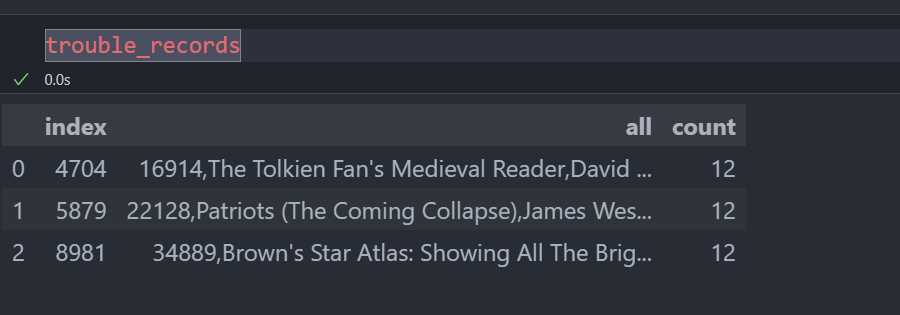 trouble_records
✓ 0.0s
index all count
0 4704 16914,The Tolkien Fan's Medieval Reader,David ... 12
1 5879 22128,Patriots (The Coming Collapse),James Wes... 12
2 8981 34889,Brown's Star Atlas: Showing All The Brig... 12